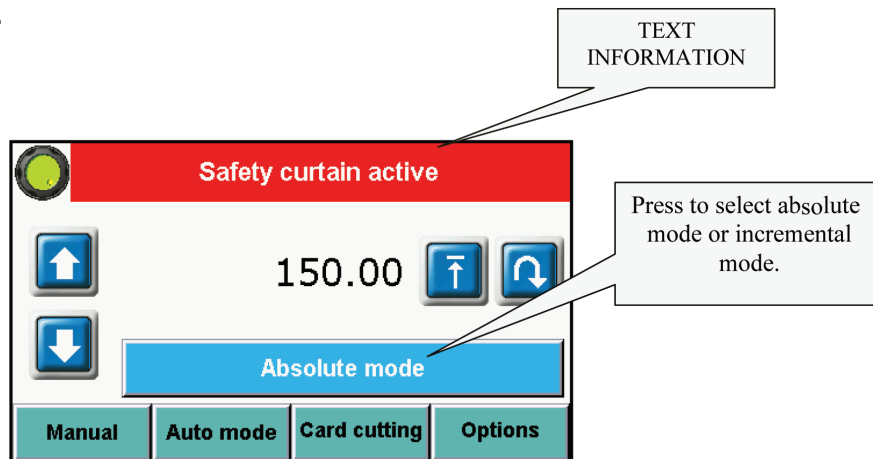 TEXT
INFORMATION
Safety curtain active
Press to select absolute
mode or incremental
mode.
150.00
Absolute mode
Manual
Auto mode
Card cutting
Options